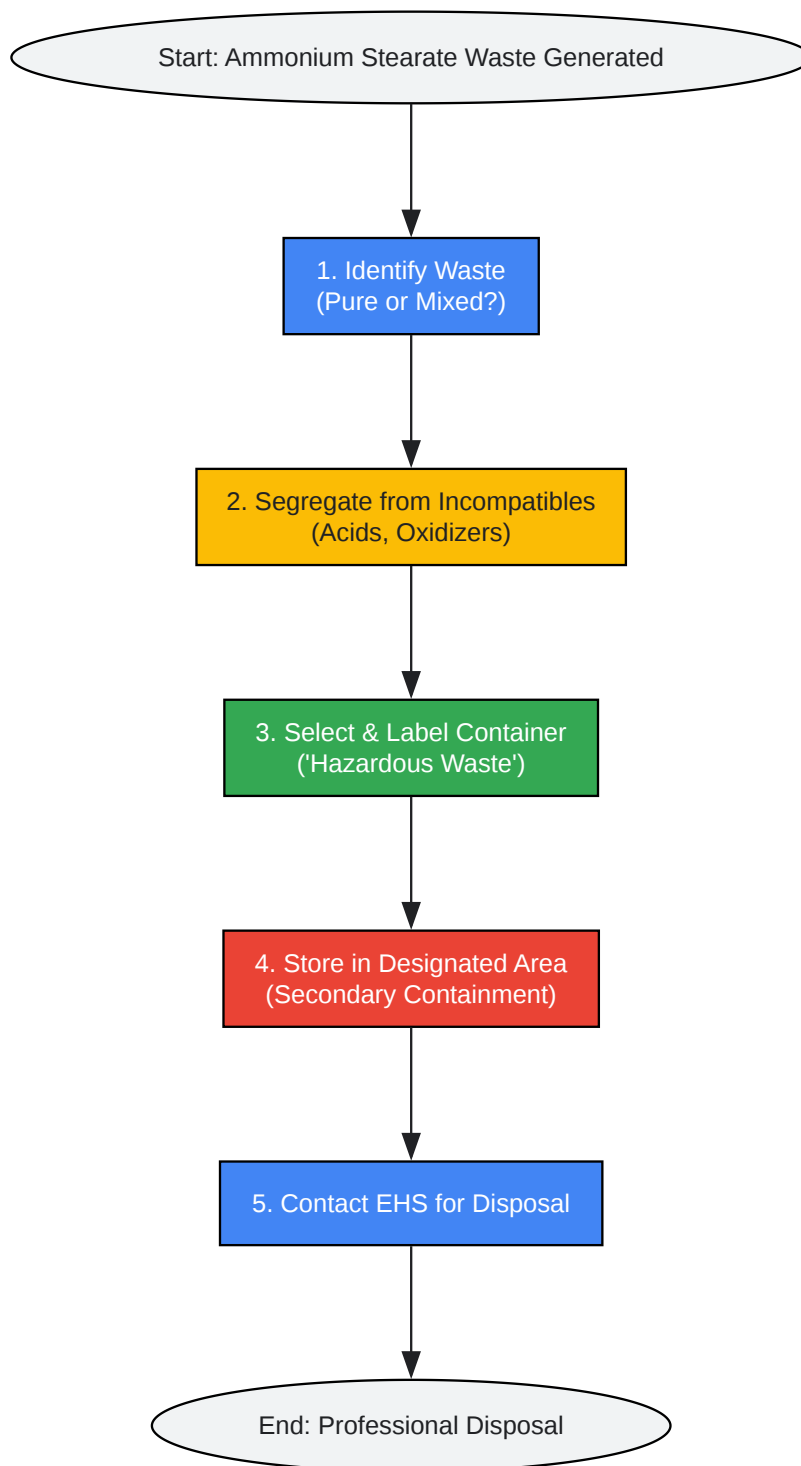 Start: Ammonium Stearate Waste Generated
1. Identify Waste
(Pure or Mixed?)
2. Segregate from Incompatibles
(Acids, Oxidizers)
3. Select & Label Container
('Hazardous Waste')
4. Store in Designated Area
(Secondary Containment)
5. Contact EHS for Disposal
End: Professional Disposal